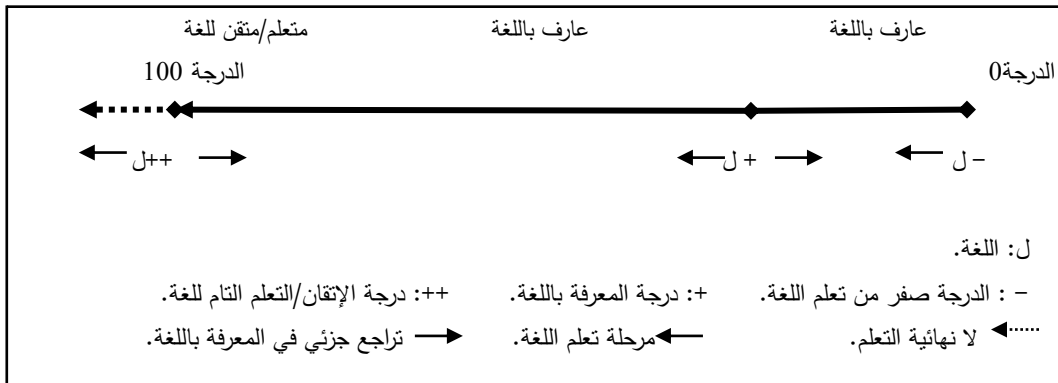 عارف باللغة عارف باللغة متعلم/متقن للغة
الدرجة0 الدرجة 100
– ل + ل ++ل
ل: اللغة.
– : الدرجة صفر من تعلم اللغة. +: درجة المعرفة باللغة. ++: درجة الإتقان/التعلم التام للغة.
لا نهائية التعلم. مرحلة تعلم اللغة. تراجع جزئي في المعرفة باللغة.